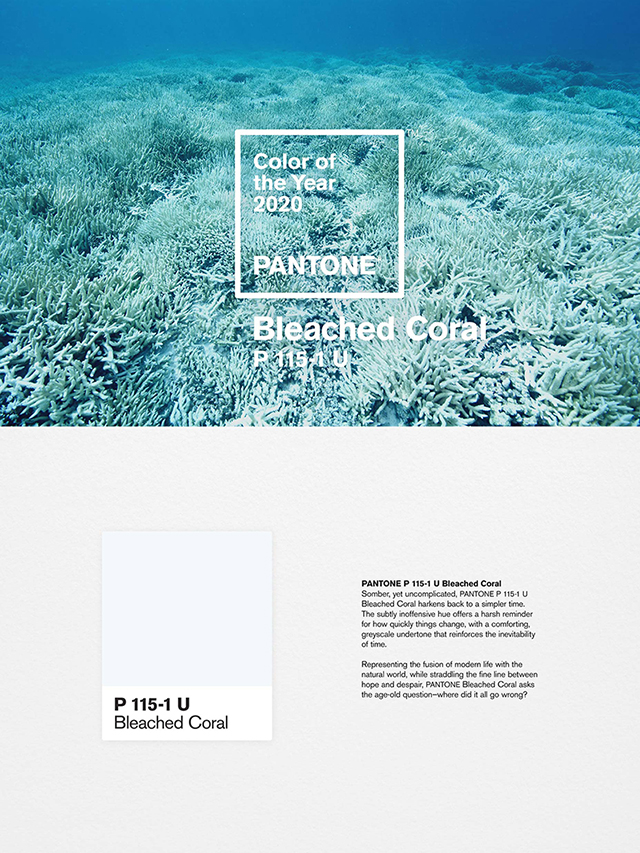 Color of
the Year
2020
PANTONE®
™
Bleached Coral
P 115-1 U
P 115-1 U
Bleached Coral
PANTONE P 115-1 U Bleached Coral
Somber, yet uncomplicated, PANTONE P 115-1 U
Bleached Coral harkens back to a simpler time.
The subtly inoffensive hue offers a harsh reminder
for how quickly things change, with a comforting,
greyscale undertone that reinforces the inevitability
of time.
Representing the fusion of modern life with the
natural world, while straddling the fine line between
hope and despair, PANTONE Bleached Coral asks
the age-old question—where did it all go wrong?